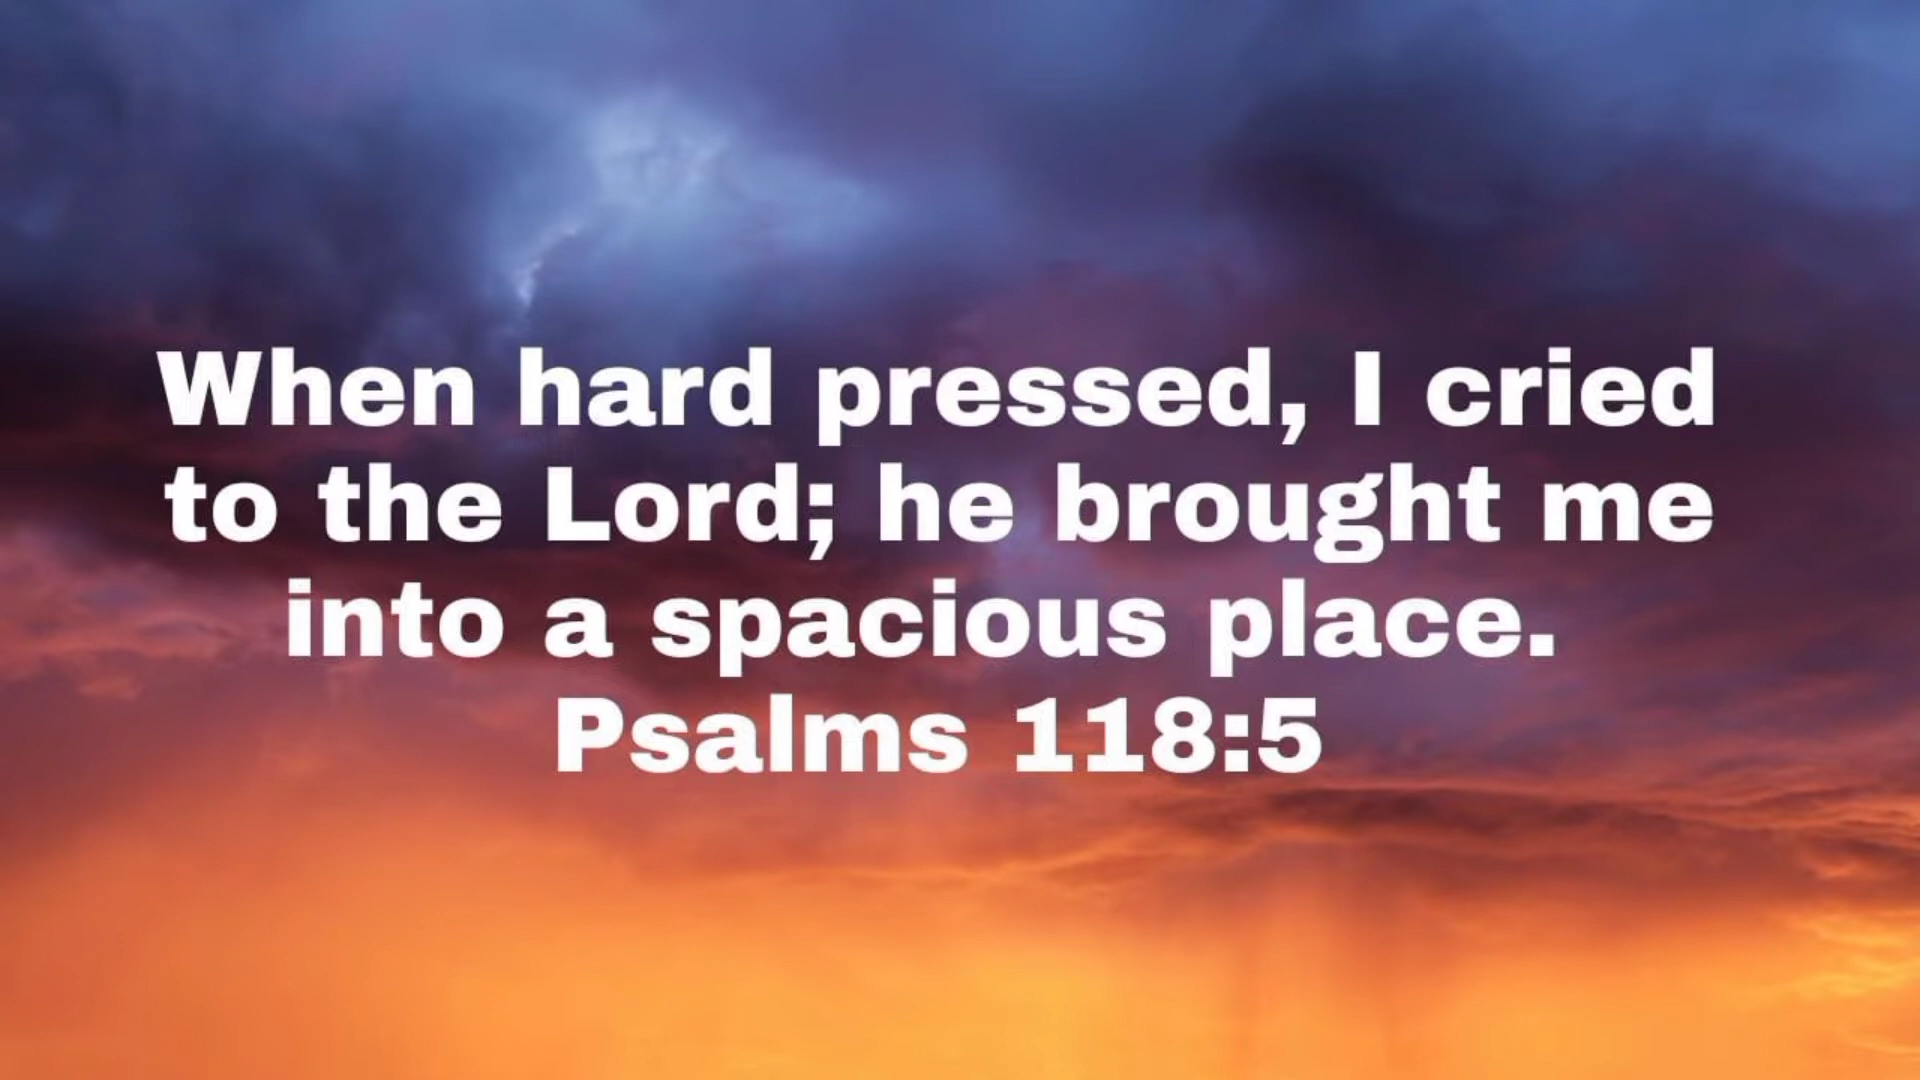 When hard pressed, I cried
to the Lord; he brought me
into a spacious place.
Psalms 118:5